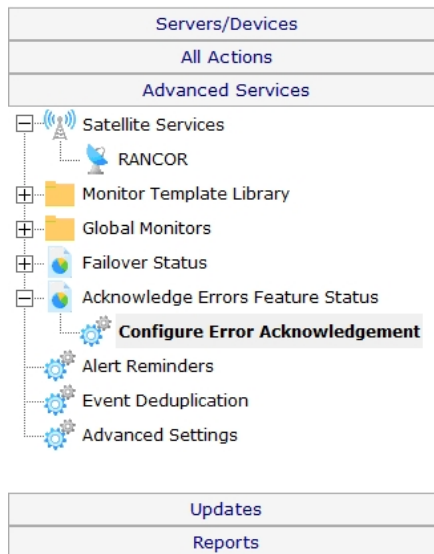 Servers/Devices
All Actions
Advanced Services
Satellite Services
RANCOR
Monitor Template Library
Global Monitors
Failover Status
Acknowledge Errors Feature Status
Configure Error Acknowledgement
Alert Reminders
Event Deduplication
Advanced Settings
Updates
Reports